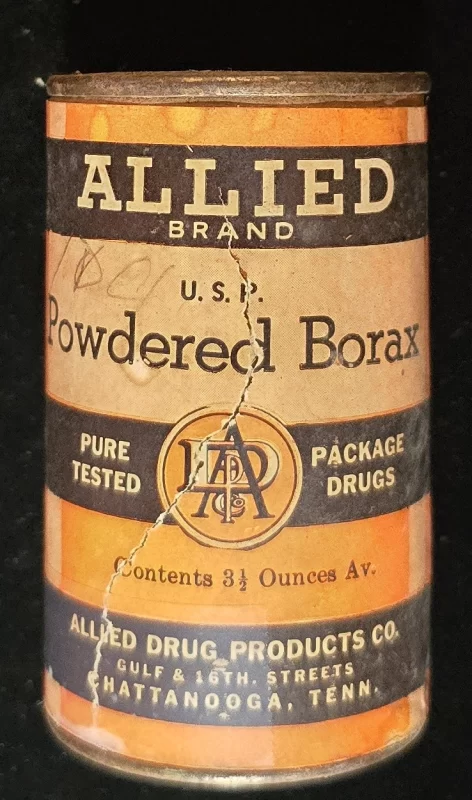 ALLIED
BRAND
U.S.P.
Powdered Borax
PURE TESTED
PACKAGE DRUGS
Contents 3½ Ounces Av.
ALLIED DRUG PRODUCTS CO.
GULF & 16TH. STREETS
CHATTANOOGA, TENN.